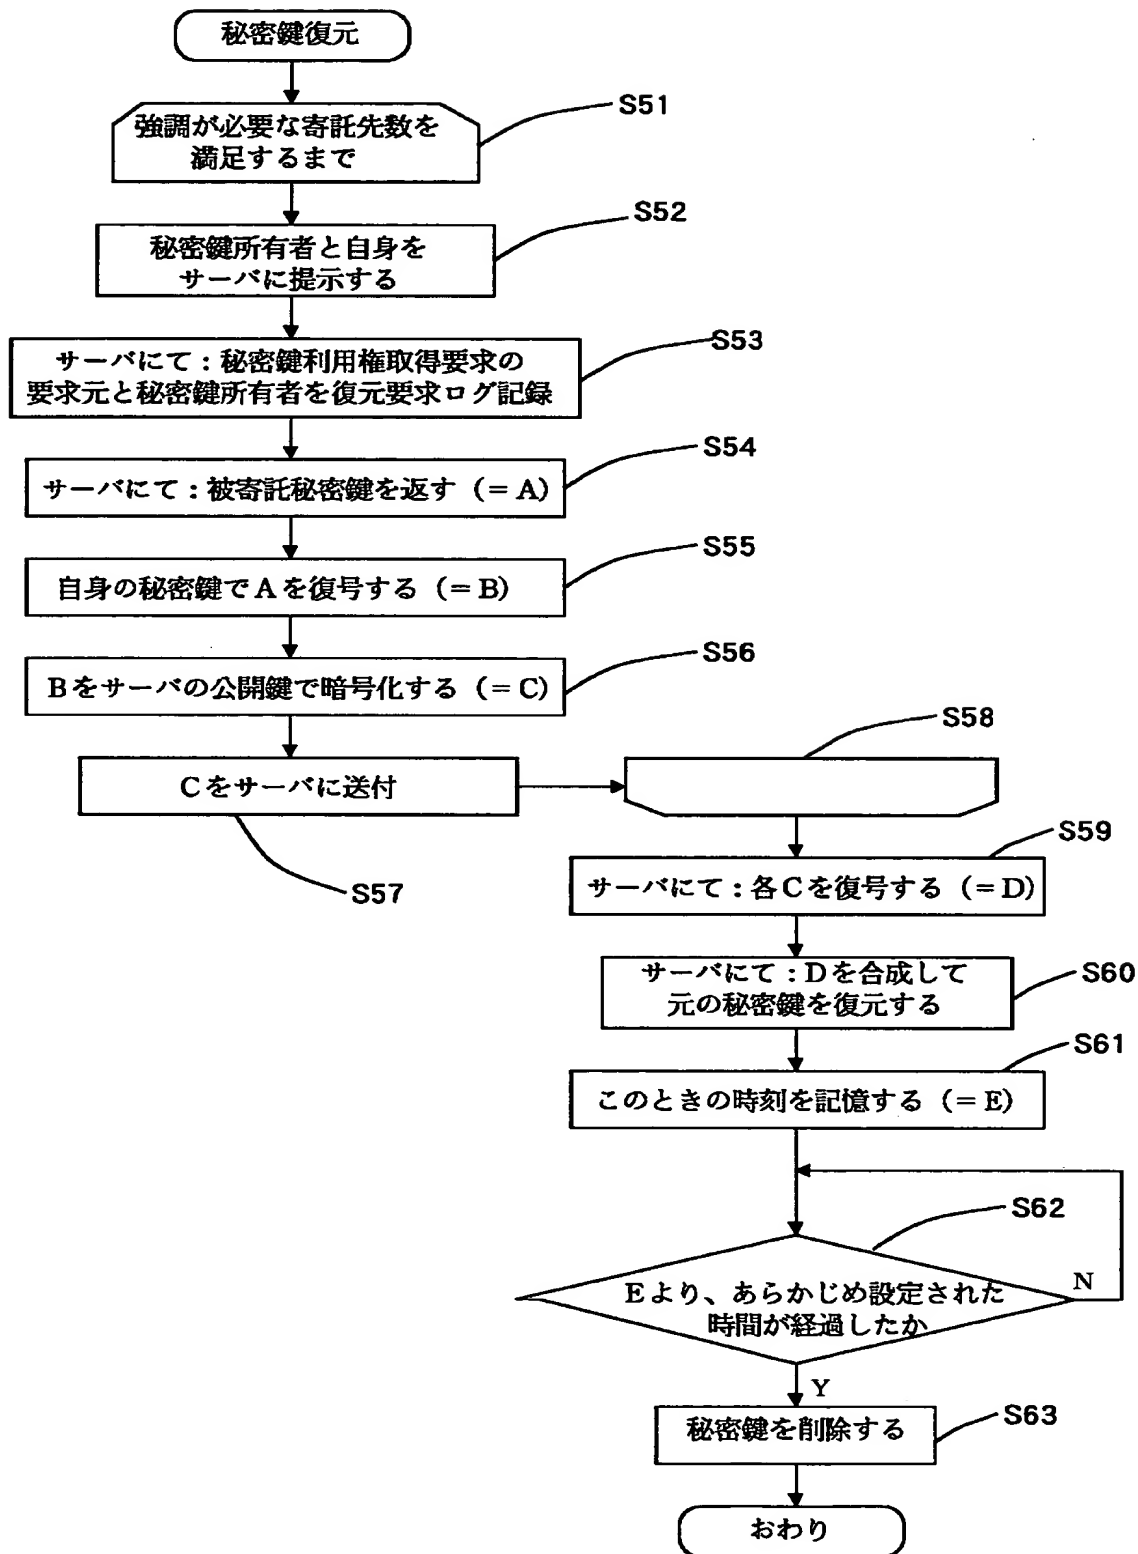 秘密鍵復元
S51
強調が必要な寄託先数を
満足するまで
S52
秘密鍵所有者と自身を
サーバに提示する
S53
サーバにて：秘密鍵利用権取得要求の
要求元と秘密鍵所有者を復元要求ログ記録
S54
サーバにて：被寄託秘密鍵を返す（＝A）
S55
自身の秘密鍵でAを復号する（＝B）
S56
Bをサーバの公開鍵で暗号化する（＝C）
S58
Cをサーバに送付
S57
S59
サーバにて：各Cを復号する（＝D）
S60
サーバにて：Dを合成して
元の秘密鍵を復元する
S61
このときの時刻を記憶する（＝E）
S62
Eより、あらかじめ設定された
時間が経過したか
N
Y
S63
秘密鍵を削除する
おわり